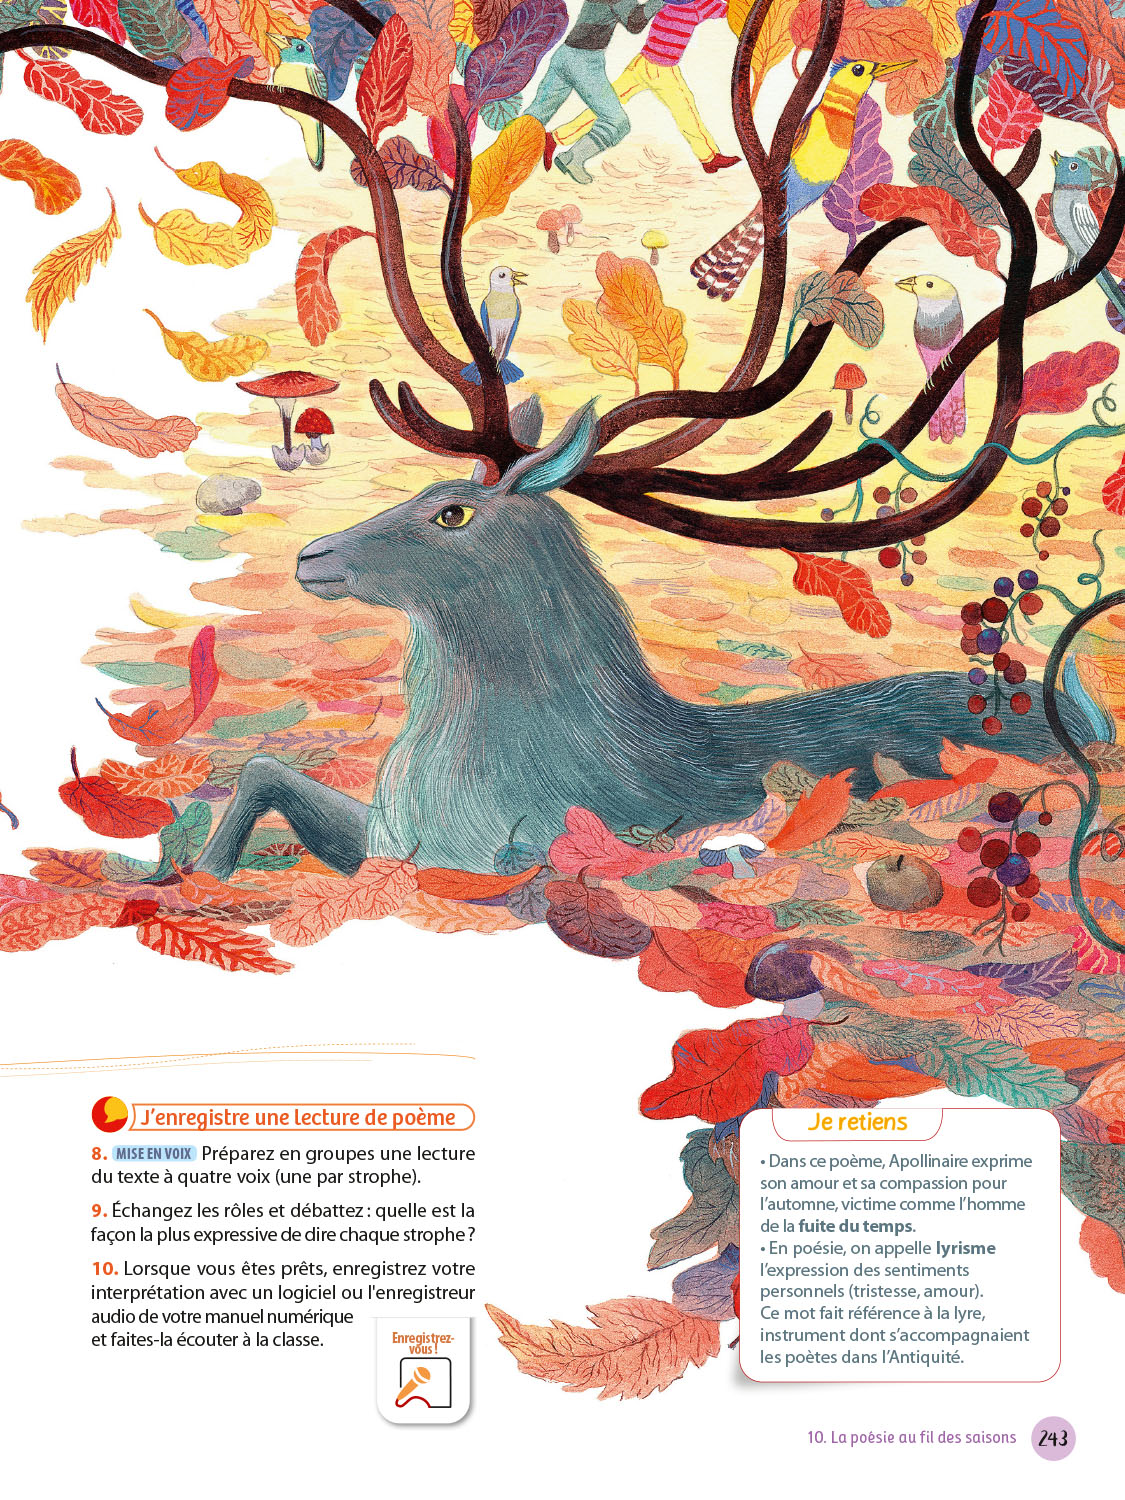 J'enregistre une lecture de poème
8. MISE EN VOIX Préparez en groupes une lecture
du texte à quatre voix (une par strophe).
9. Échangez les rôles et débattez : quelle est la
façon la plus expressive de dire chaque strophe ?
10. Lorsque vous êtes prêts, enregistrez votre
interprétation avec un logiciel ou l'enregistreur
audio de votre manuel numérique
et faites-la écouter à la classe.
Enregistrez-
vous !
Je retiens
• Dans ce poème, Apollinaire exprime
son amour et sa compassion pour
l'automne, victime comme l'homme
de la fuite du temps.
• En poésie, on appelle lyrisme
l'expression des sentiments
personnels (tristesse, amour).
Ce mot fait référence à la lyre,
instrument dont s'accompagnaient
les poètes dans l'Antiquité.
10. La poésie au fil des saisons 243